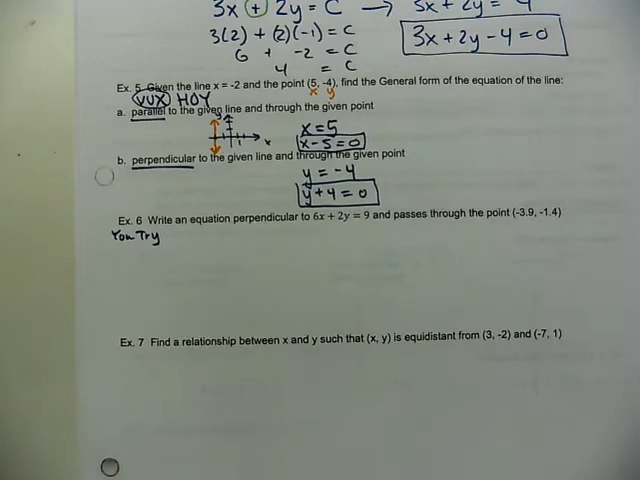 3x + 2y = C → 3x + 2y = 4
3(2) + (2)(-1) = C
6 + -2 = C
3x + 2y - 4 = 0
4 = C
Ex. 5 Given the line x = -2 and the point (5, -4), find the General form of the equation of the line:
x y
VUX HOY
a. parallel to the given line and through the given point
y
x
x = 5
x - 5 = 0
b. perpendicular to the given line and through the given point
y = -4
y + 4 = 0
Ex. 6 Write an equation perpendicular to 6x + 2y = 9 and passes through the point (-3.9, -1.4)
You Try
Ex. 7 Find a relationship between x and y such that (x, y) is equidistant from (3, -2) and (-7, 1)